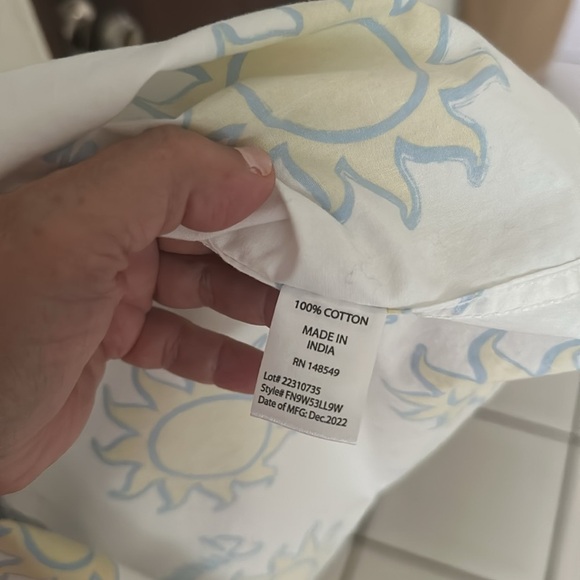 100% COTTON
MADE IN
INDIA
RN 148549
Lot# 22310735
Style# FN9W53LL9W
Date of MFG: Dec.2022